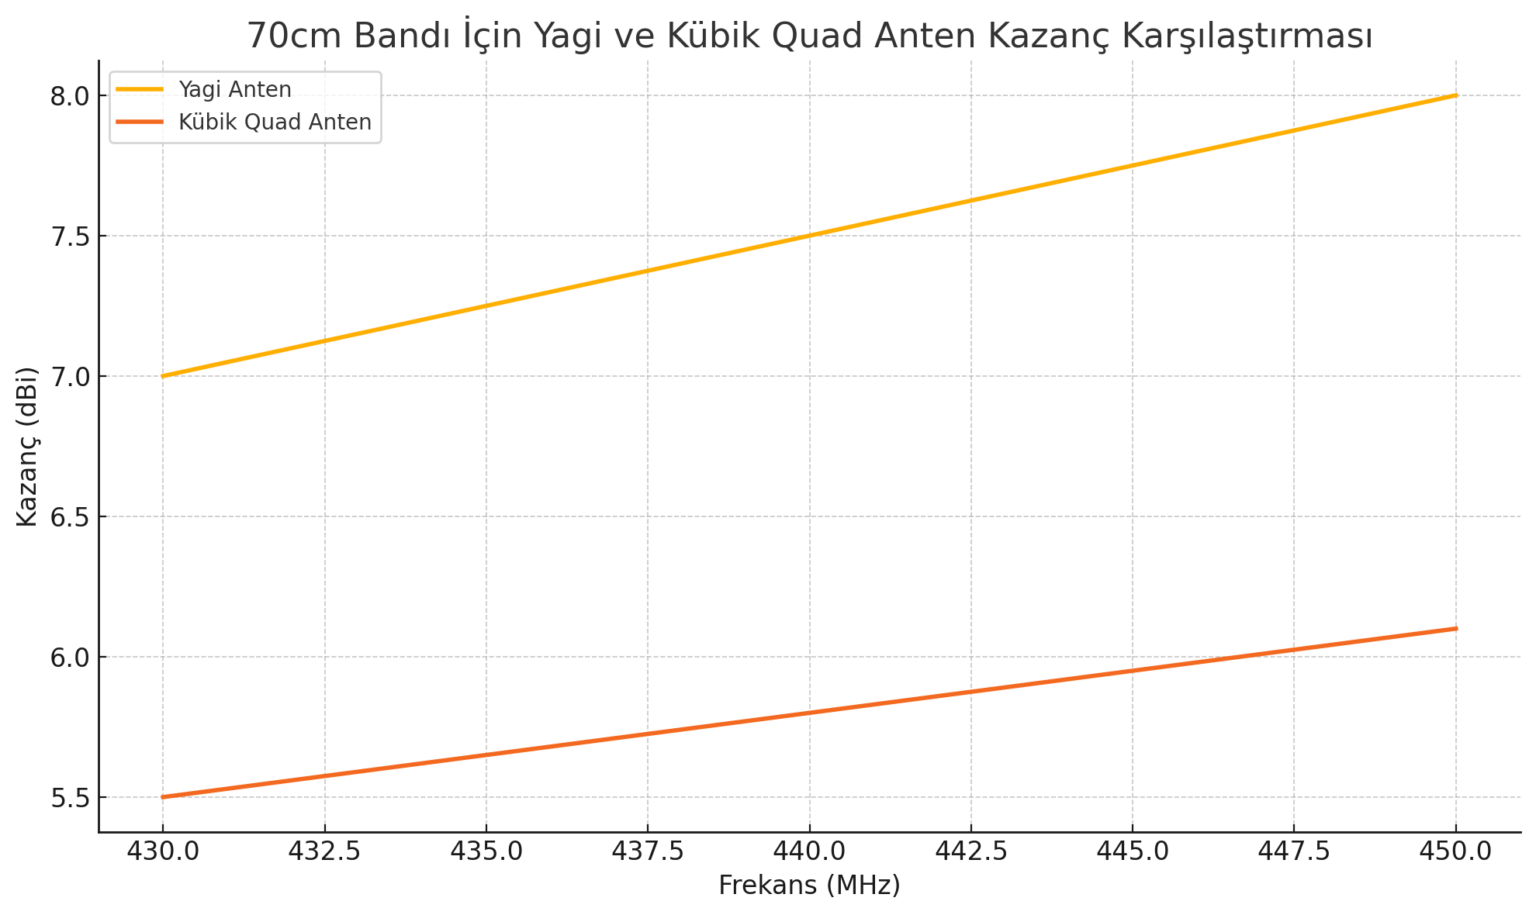 70cm Bandı İçin Yagi ve Kübik Quad Anten Kazanç Karşılaştırması
Yagi Anten
Kübik Quad Anten
8.0
7.5
7.0
6.5
6.0
5.5
Kazanç (dBi)
430.0 432.5 435.0 437.5 440.0 442.5 445.0 447.5 450.0
Frekans (MHz)